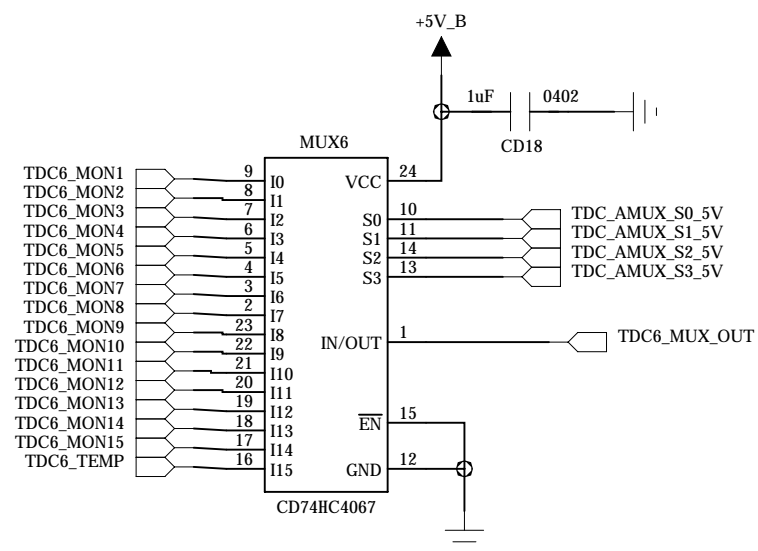 +5V_B
1uF 0402
CD18
MUX6
TDC6_MON1 9 I0 VCC 24
TDC6_MON2 8 I1
TDC6_MON3 7 I2 S0 10 TDC_AMUX_S0_5V
TDC6_MON4 6 I3 S1 11 TDC_AMUX_S1_5V
TDC6_MON5 5 I4 S2 14 TDC_AMUX_S2_5V
TDC6_MON6 4 I5 S3 13 TDC_AMUX_S3_5V
TDC6_MON7 3 I6
TDC6_MON8 2 I7
TDC6_MON9 23 I8
TDC6_MON10 22 I9 IN/OUT 1 TDC6_MUX_OUT
TDC6_MON11 21 I10
TDC6_MON12 20 I11
TDC6_MON13 19 I12
TDC6_MON14 18 I13 EN 15
TDC6_MON15 17 I14
TDC6_TEMP 16 I15 GND 12
CD74HC4067